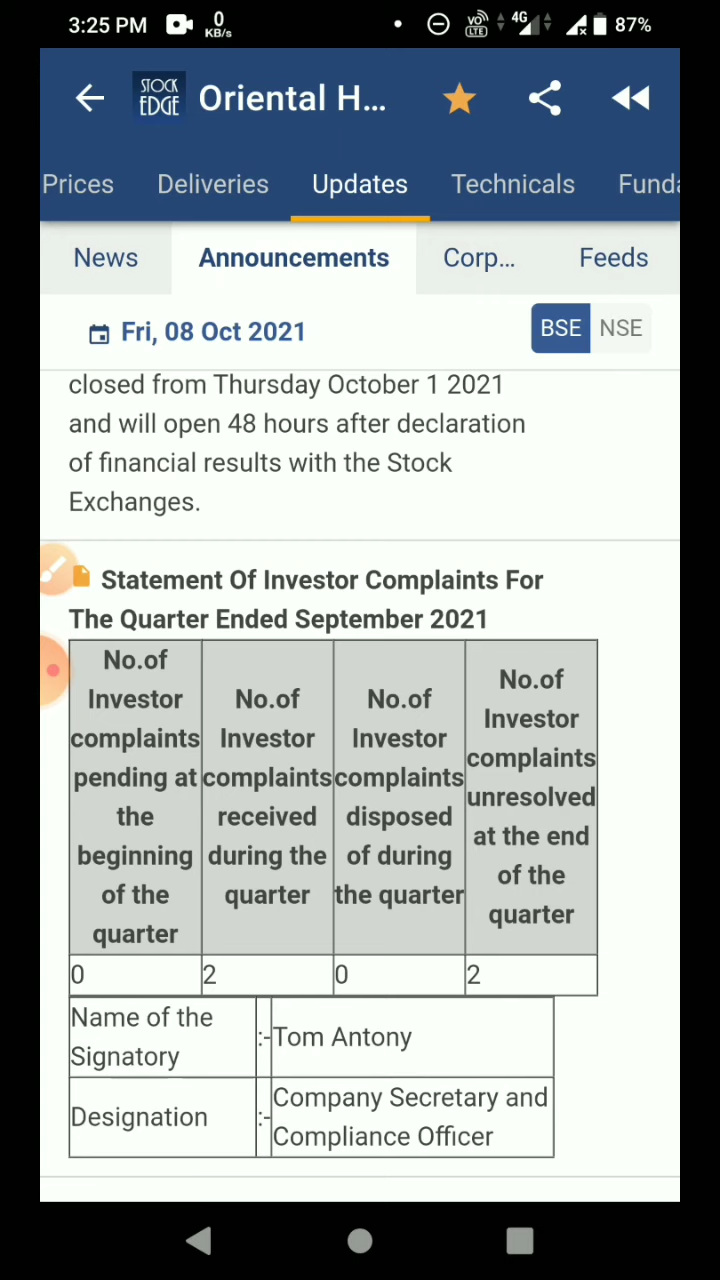 3:25 PM 0 KB/s VO LTE 4G 87%
STOCK EDGE Oriental H...
Prices Deliveries Updates Technicals Funda
News Announcements Corp... Feeds
Fri, 08 Oct 2021 BSE NSE
closed from Thursday October 1 2021
and will open 48 hours after declaration
of financial results with the Stock
Exchanges.
Statement Of Investor Complaints For
The Quarter Ended September 2021
No.of
Investor
complaints
pending at
the
beginning
of the
quarter
No.of
Investor
complaints
received
during the
quarter
No.of
Investor
complaints
disposed
of during
the quarter
No.of
Investor
complaints
unresolved
at the end
of the
quarter
0 2 0 2
Name of the
Signatory
:- Tom Antony
Designation :-
Company Secretary and
Compliance Officer